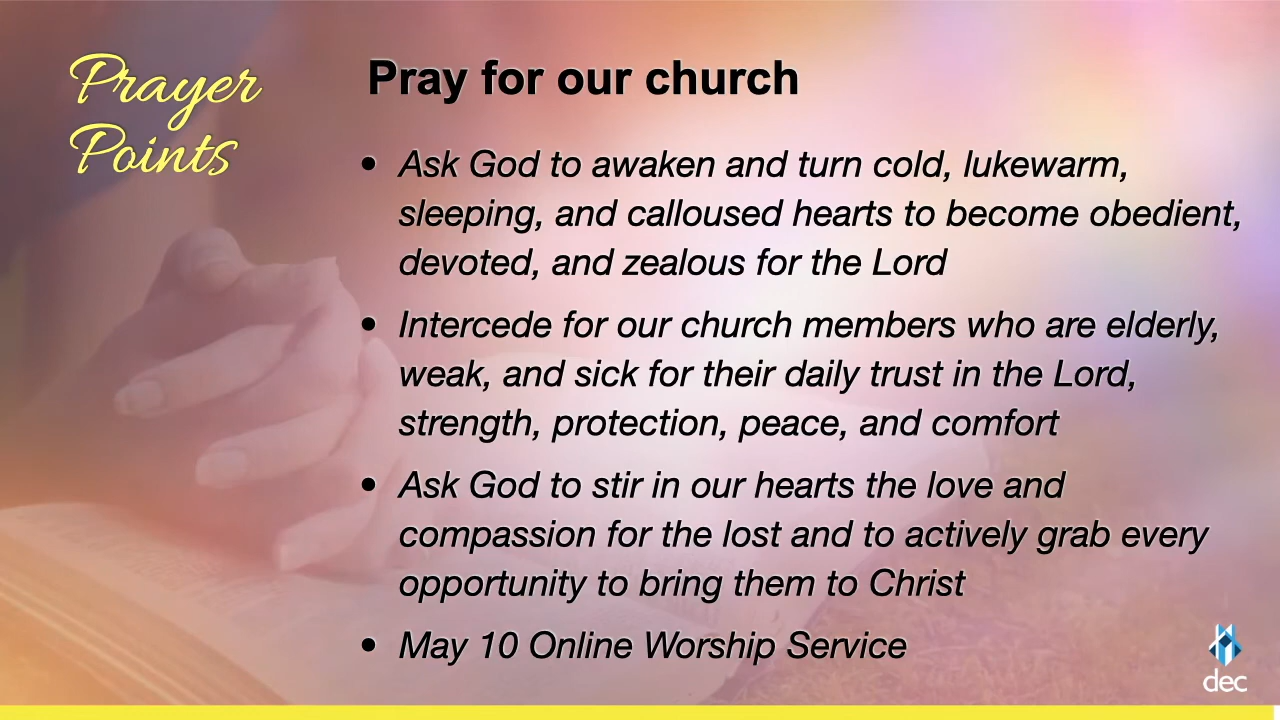 Prayer
Points
Pray for our church
• Ask God to awaken and turn cold, lukewarm,
sleeping, and calloused hearts to become obedient,
devoted, and zealous for the Lord
• Intercede for our church members who are elderly,
weak, and sick for their daily trust in the Lord,
strength, protection, peace, and comfort
• Ask God to stir in our hearts the love and
compassion for the lost and to actively grab every
opportunity to bring them to Christ
• May 10 Online Worship Service
dec